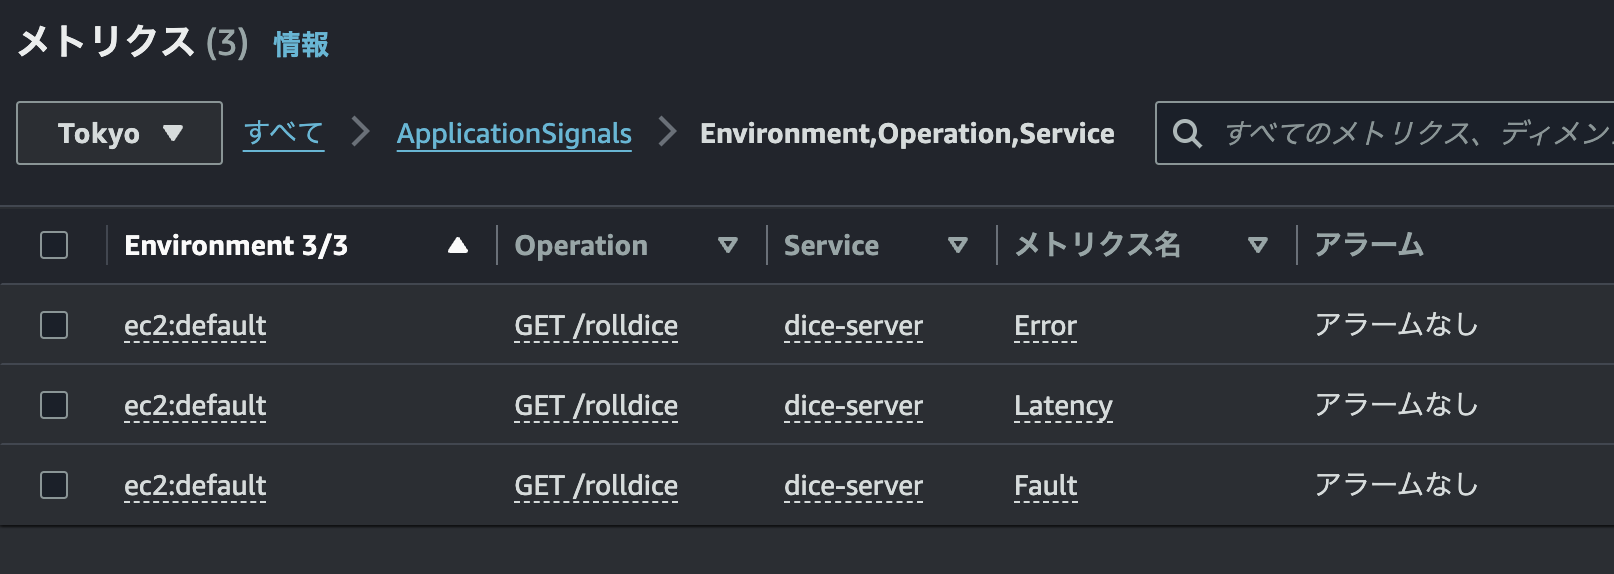 メトリクス (3) 情報
Tokyo ▼ すべて > ApplicationSignals > Environment,Operation,Service すべてのメトリクス、ディメン
Environment 3/3 Operation Service メトリクス名 アラーム
ec2:default GET /rolldice dice-server Error アラームなし
ec2:default GET /rolldice dice-server Latency アラームなし
ec2:default GET /rolldice dice-server Fault アラームなし